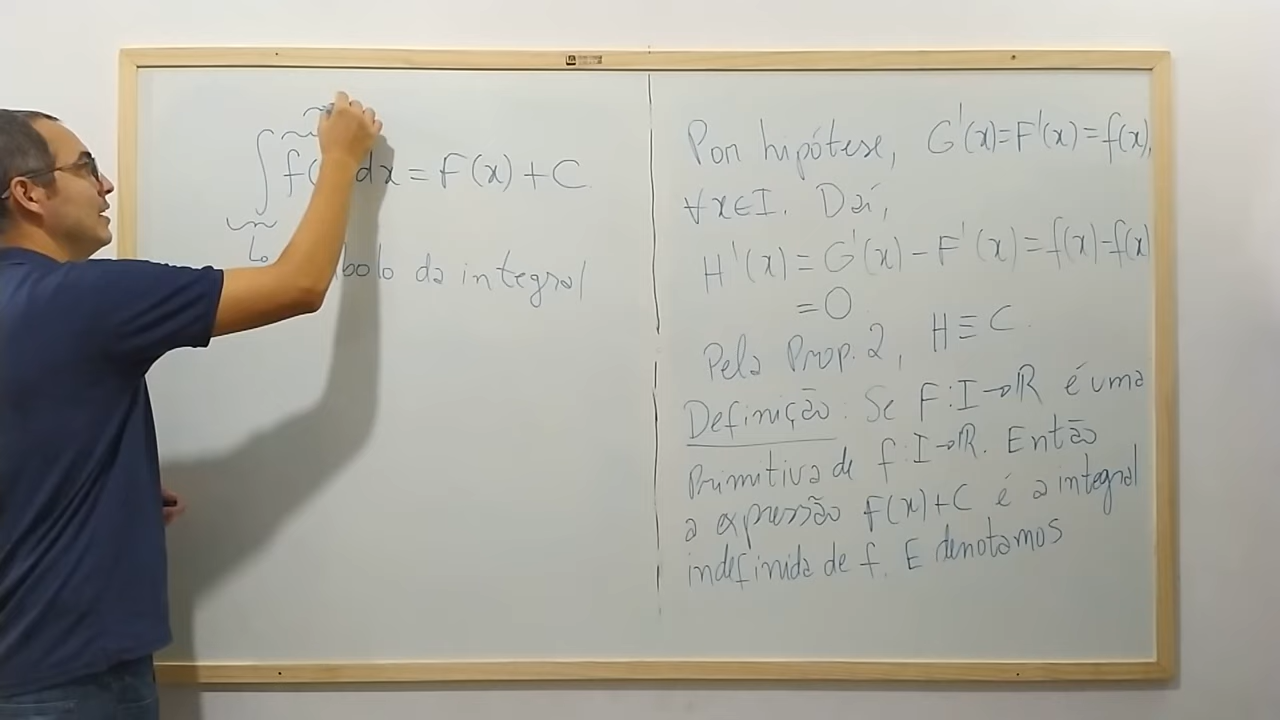 ∫ f( dx = F(x) + C
bolo da integral
Por hipótese, G'(x)=F'(x)=f(x),
∀x∈I. Daí,
H'(x) = G'(x) - F'(x) = f(x)-f(x)
= 0
Pela Prop. 2, H ≡ C.
Definição: Se F:I→ℝ é uma
Primitiva de f:I→ℝ. Então
a expressão F(x)+C é a integral
indefinida de f. E denotamos